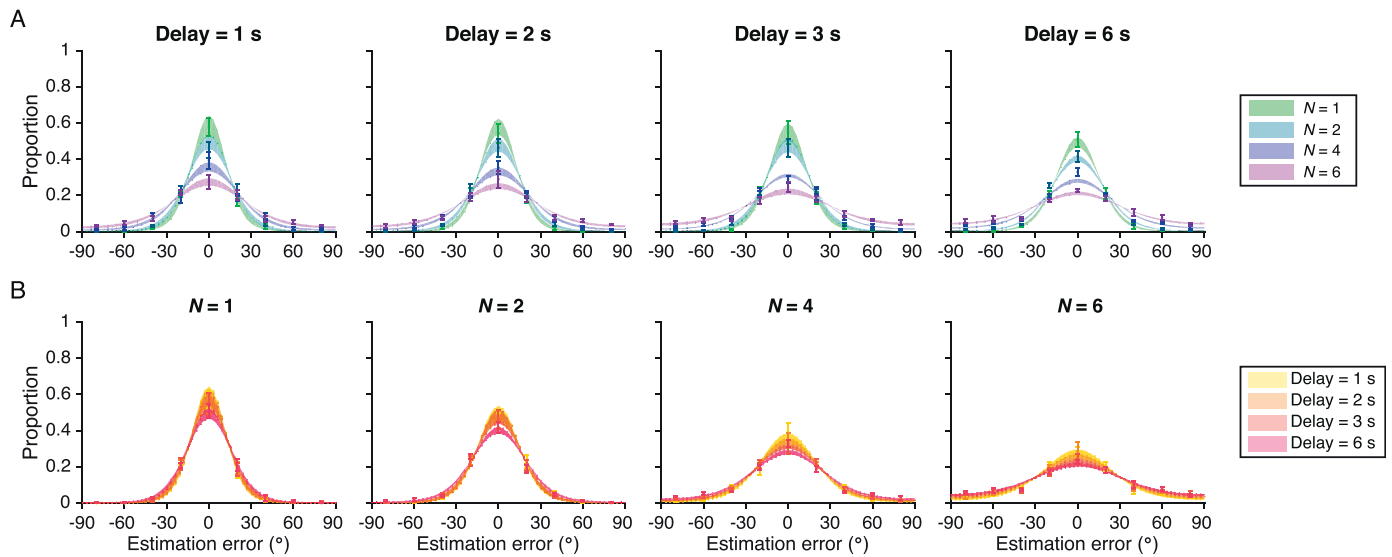 A
Delay = 1 s
Delay = 2 s
Delay = 3 s
Delay = 6 s
Proportion
1
0.8
0.6
0.4
0.2
0
-90 -60 -30 0 30 60 90
-90 -60 -30 0 30 60 90
-90 -60 -30 0 30 60 90
-90 -60 -30 0 30 60 90
N = 1
N = 2
N = 4
N = 6
B
N = 1
N = 2
N = 4
N = 6
Proportion
1
0.8
0.6
0.4
0.2
0
-90 -60 -30 0 30 60 90
-90 -60 -30 0 30 60 90
-90 -60 -30 0 30 60 90
-90 -60 -30 0 30 60 90
Estimation error (°)
Estimation error (°)
Estimation error (°)
Estimation error (°)
Delay = 1 s
Delay = 2 s
Delay = 3 s
Delay = 6 s